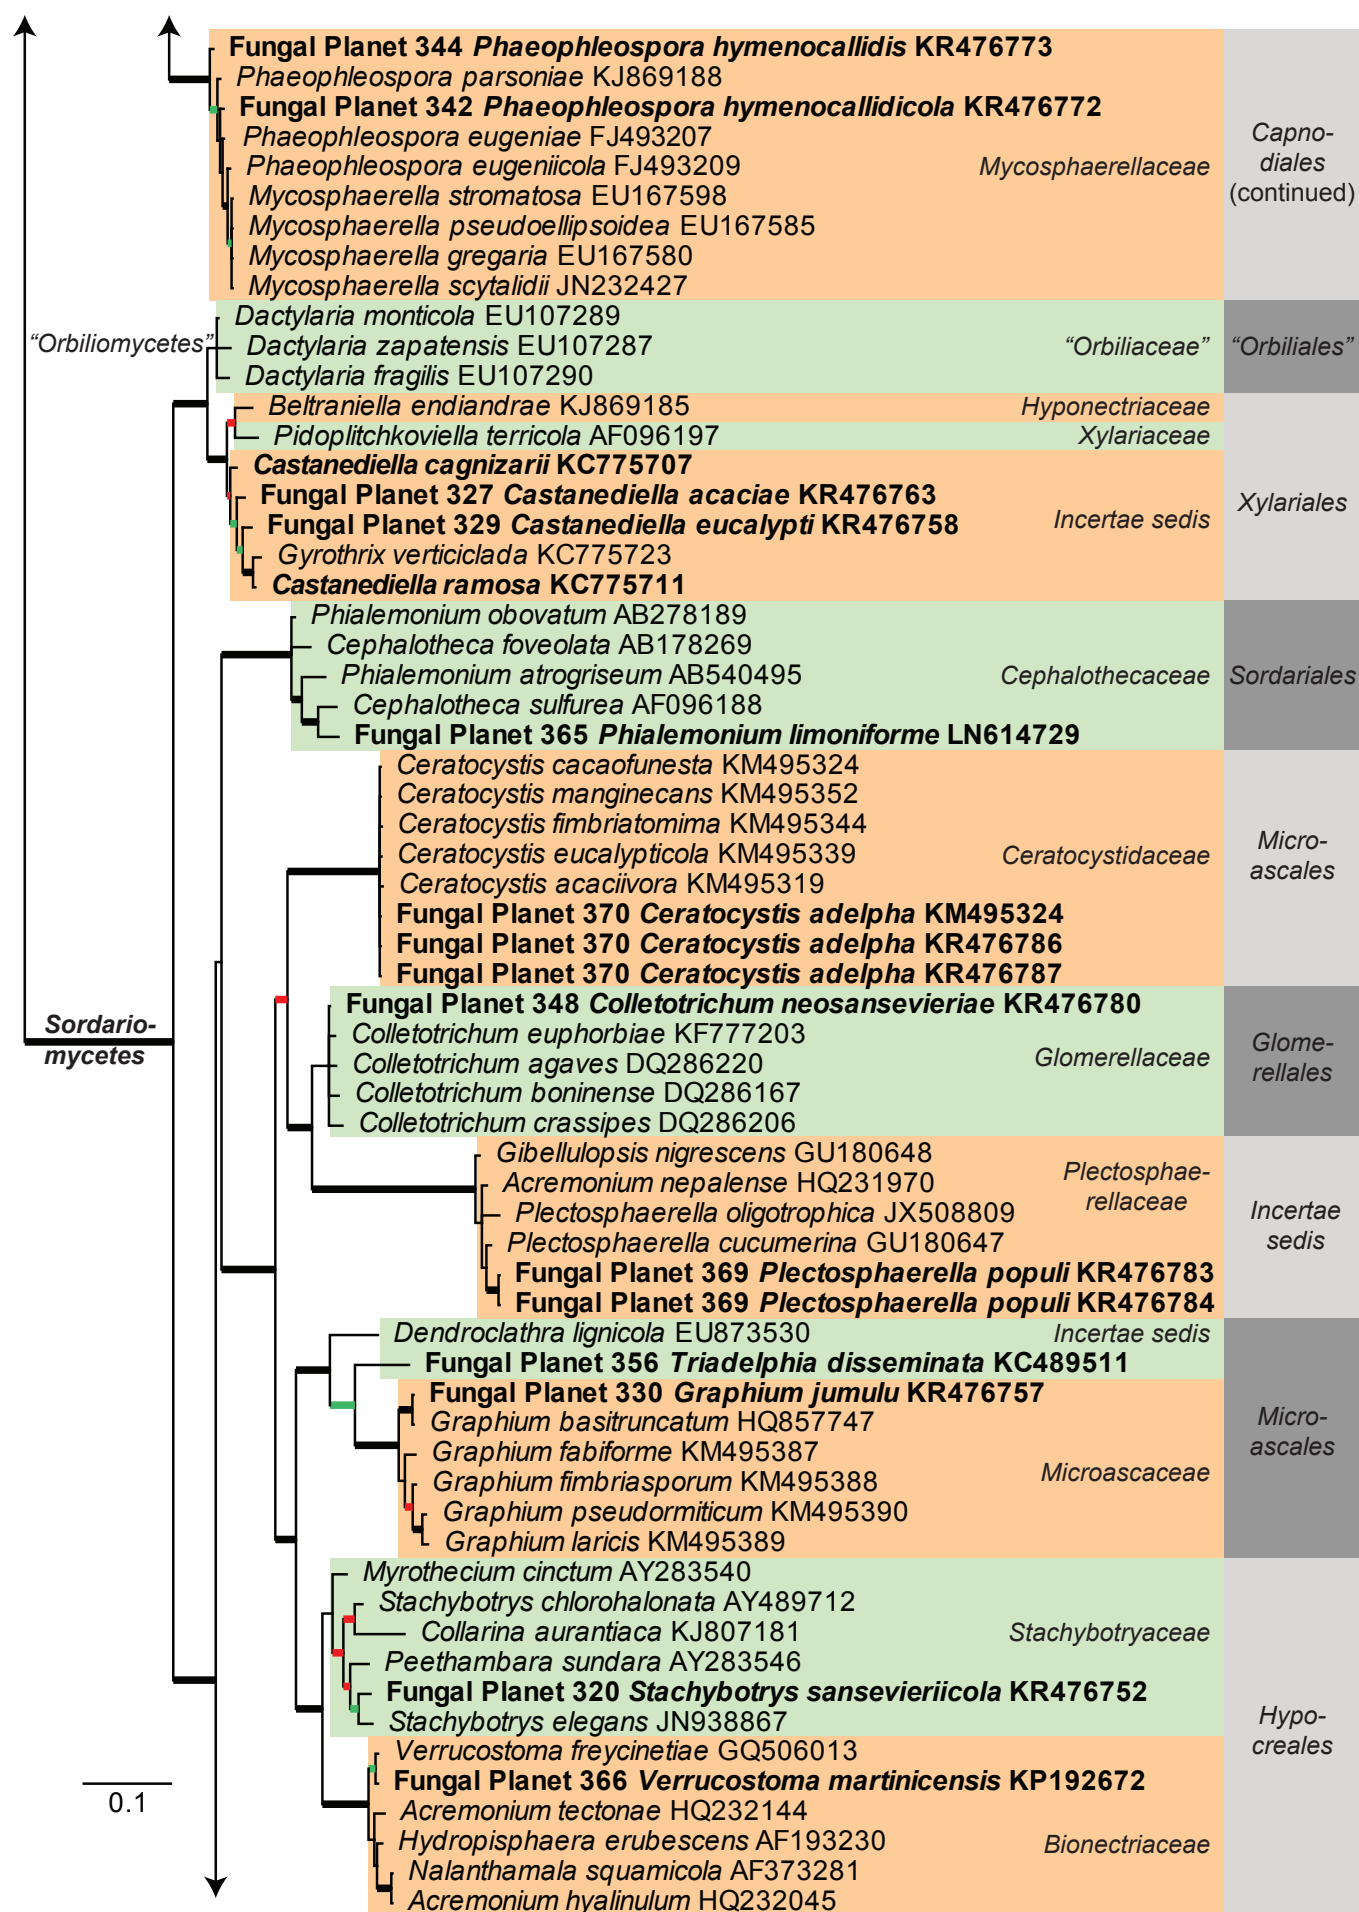 Fungal Planet 344 Phaeophleospora hymenocallidis KR476773
Phaeophleospora parsoniae KJ869188
Fungal Planet 342 Phaeophleospora hymenocallidicola KR476772
Phaeophleospora eugeniae FJ493207
Phaeophleospora eugeniicola FJ493209
Mycosphaerella stromatosa EU167598
Mycosphaerella pseudoellipsoidea EU167585
Mycosphaerella gregaria EU167580
Mycosphaerella scytalidii JN232427
Mycosphaerellaceae
Capno-
diales
(continued)
“Orbiliomycetes”
Dactylaria monticola EU107289
Dactylaria zapatensis EU107287
Dactylaria fragilis EU107290
“Orbiliaceae”
“Orbiliales”
Beltraniella endiandrae KJ869185
Hyponectriaceae
Pidoplitchkoviella terricola AF096197
Xylariaceae
Castanediella cagnizarii KC775707
Fungal Planet 327 Castanediella acaciae KR476763
Fungal Planet 329 Castanediella eucalypti KR476758
Gyrothrix verticiclada KC775723
Castanediella ramosa KC775711
Incertae sedis
Xylariales
Phialemonium obovatum AB278189
Cephalotheca foveolata AB178269
Phialemonium atrogriseum AB540495
Cephalotheca sulfurea AF096188
Fungal Planet 365 Phialemonium limoniforme LN614729
Cephalothecaceae
Sordariales
Ceratocystis cacaofunesta KM495324
Ceratocystis manginecans KM495352
Ceratocystis fimbriatomima KM495344
Ceratocystis eucalypticola KM495339
Ceratocystis acaciivora KM495319
Fungal Planet 370 Ceratocystis adelpha KM495324
Fungal Planet 370 Ceratocystis adelpha KR476786
Fungal Planet 370 Ceratocystis adelpha KR476787
Ceratocystidaceae
Micro-
ascales
Sordario-
mycetes
Fungal Planet 348 Colletotrichum neosansevieriae KR476780
Colletotrichum euphorbiae KF777203
Colletotrichum agaves DQ286220
Colletotrichum boninense DQ286167
Colletotrichum crassipes DQ286206
Glomerellaceae
Glome-
rellales
Gibellulopsis nigrescens GU180648
Acremonium nepalense HQ231970
Plectosphaerella oligotrophica JX508809
Plectosphaerella cucumerina GU180647
Fungal Planet 369 Plectosphaerella populi KR476783
Fungal Planet 369 Plectosphaerella populi KR476784
Plectosphae-
rellaceae
Incertae
sedis
Dendroclathra lignicola EU873530
Incertae sedis
Fungal Planet 356 Triadelphia disseminata KC489511
Fungal Planet 330 Graphium jumulu KR476757
Graphium basitruncatum HQ857747
Graphium fabiforme KM495387
Graphium fimbriasporum KM495388
Graphium pseudormiticum KM495390
Graphium laricis KM495389
Microascaceae
Micro-
ascales
Myrothecium cinctum AY283540
Stachybotrys chlorohalonata AY489712
Collarina aurantiaca KJ807181
Peethambara sundara AY283546
Fungal Planet 320 Stachybotrys sansevieriicola KR476752
Stachybotrys elegans JN938867
Stachybotryaceae
Hypo-
creales
Verrucostoma freycinetiae GQ506013
Fungal Planet 366 Verrucostoma martinicensis KP192672
Acremonium tectonae HQ232144
Hydropisphaera erubescens AF193230
Nalanthamala squamicola AF373281
Acremonium hyalinulum HQ232045
Bionectriaceae
0.1